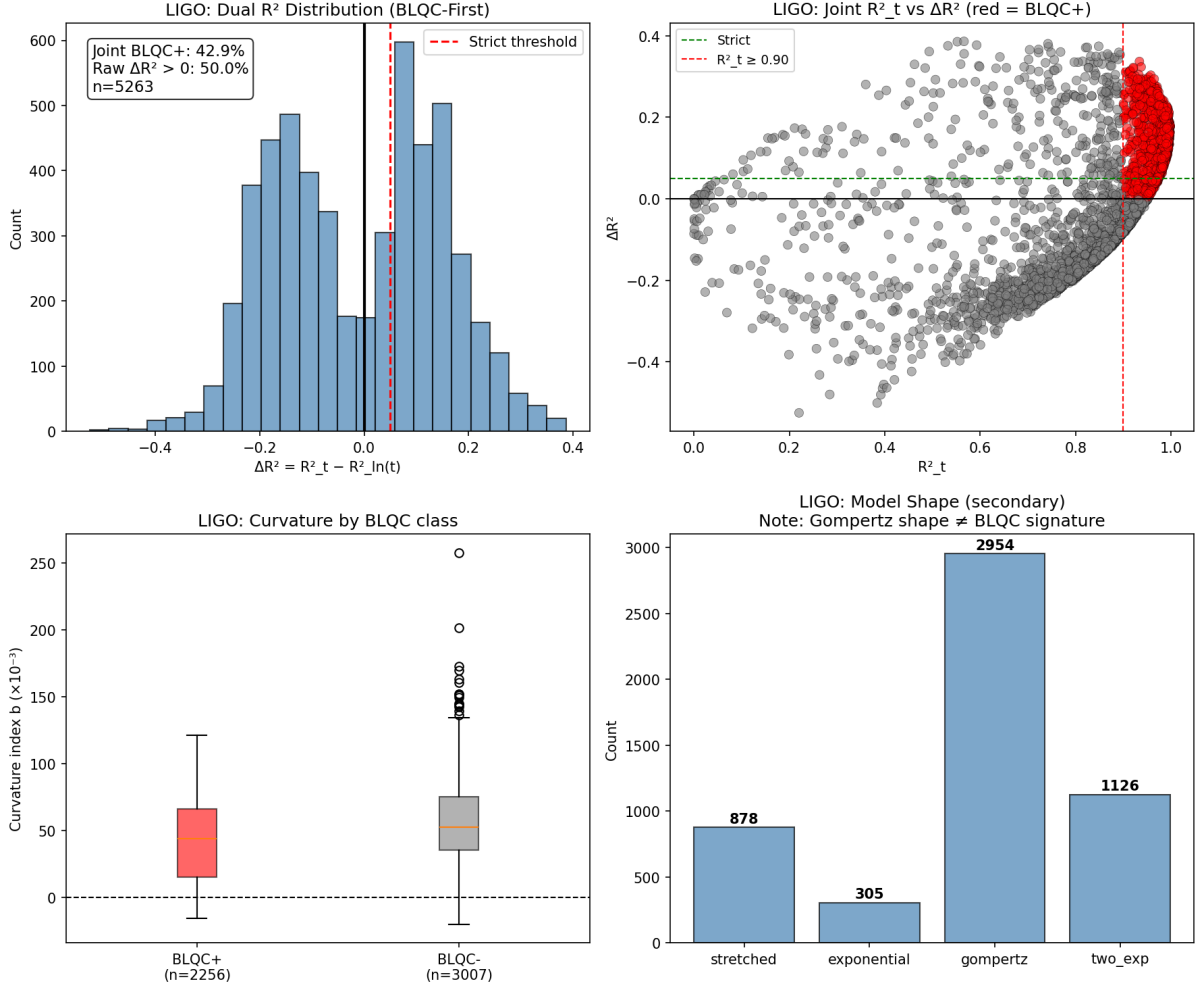 LIGO: Dual R² Distribution (BLQC-First)
Joint BLQC+: 42.9%
Raw ΔR² > 0: 50.0%
n=5263
Strict threshold
600
500
400
300
200
100
0
Count
−0.4
−0.2
0.0
0.2
0.4
ΔR² = R²_t − R²_ln(t)
LIGO: Joint R²_t vs ΔR² (red = BLQC+)
Strict
R²_t ≥ 0.90
0.4
0.2
0.0
−0.2
−0.4
ΔR²
0.0
0.2
0.4
0.6
0.8
1.0
R²_t
LIGO: Curvature by BLQC class
250
200
150
100
50
0
Curvature index b (×10⁻³)
BLQC+
(n=2256)
BLQC-
(n=3007)
LIGO: Model Shape (secondary)
Note: Gompertz shape ≠ BLQC signature
3000
2500
2000
1500
1000
500
0
Count
878
305
2954
1126
stretched
exponential
gompertz
two_exp